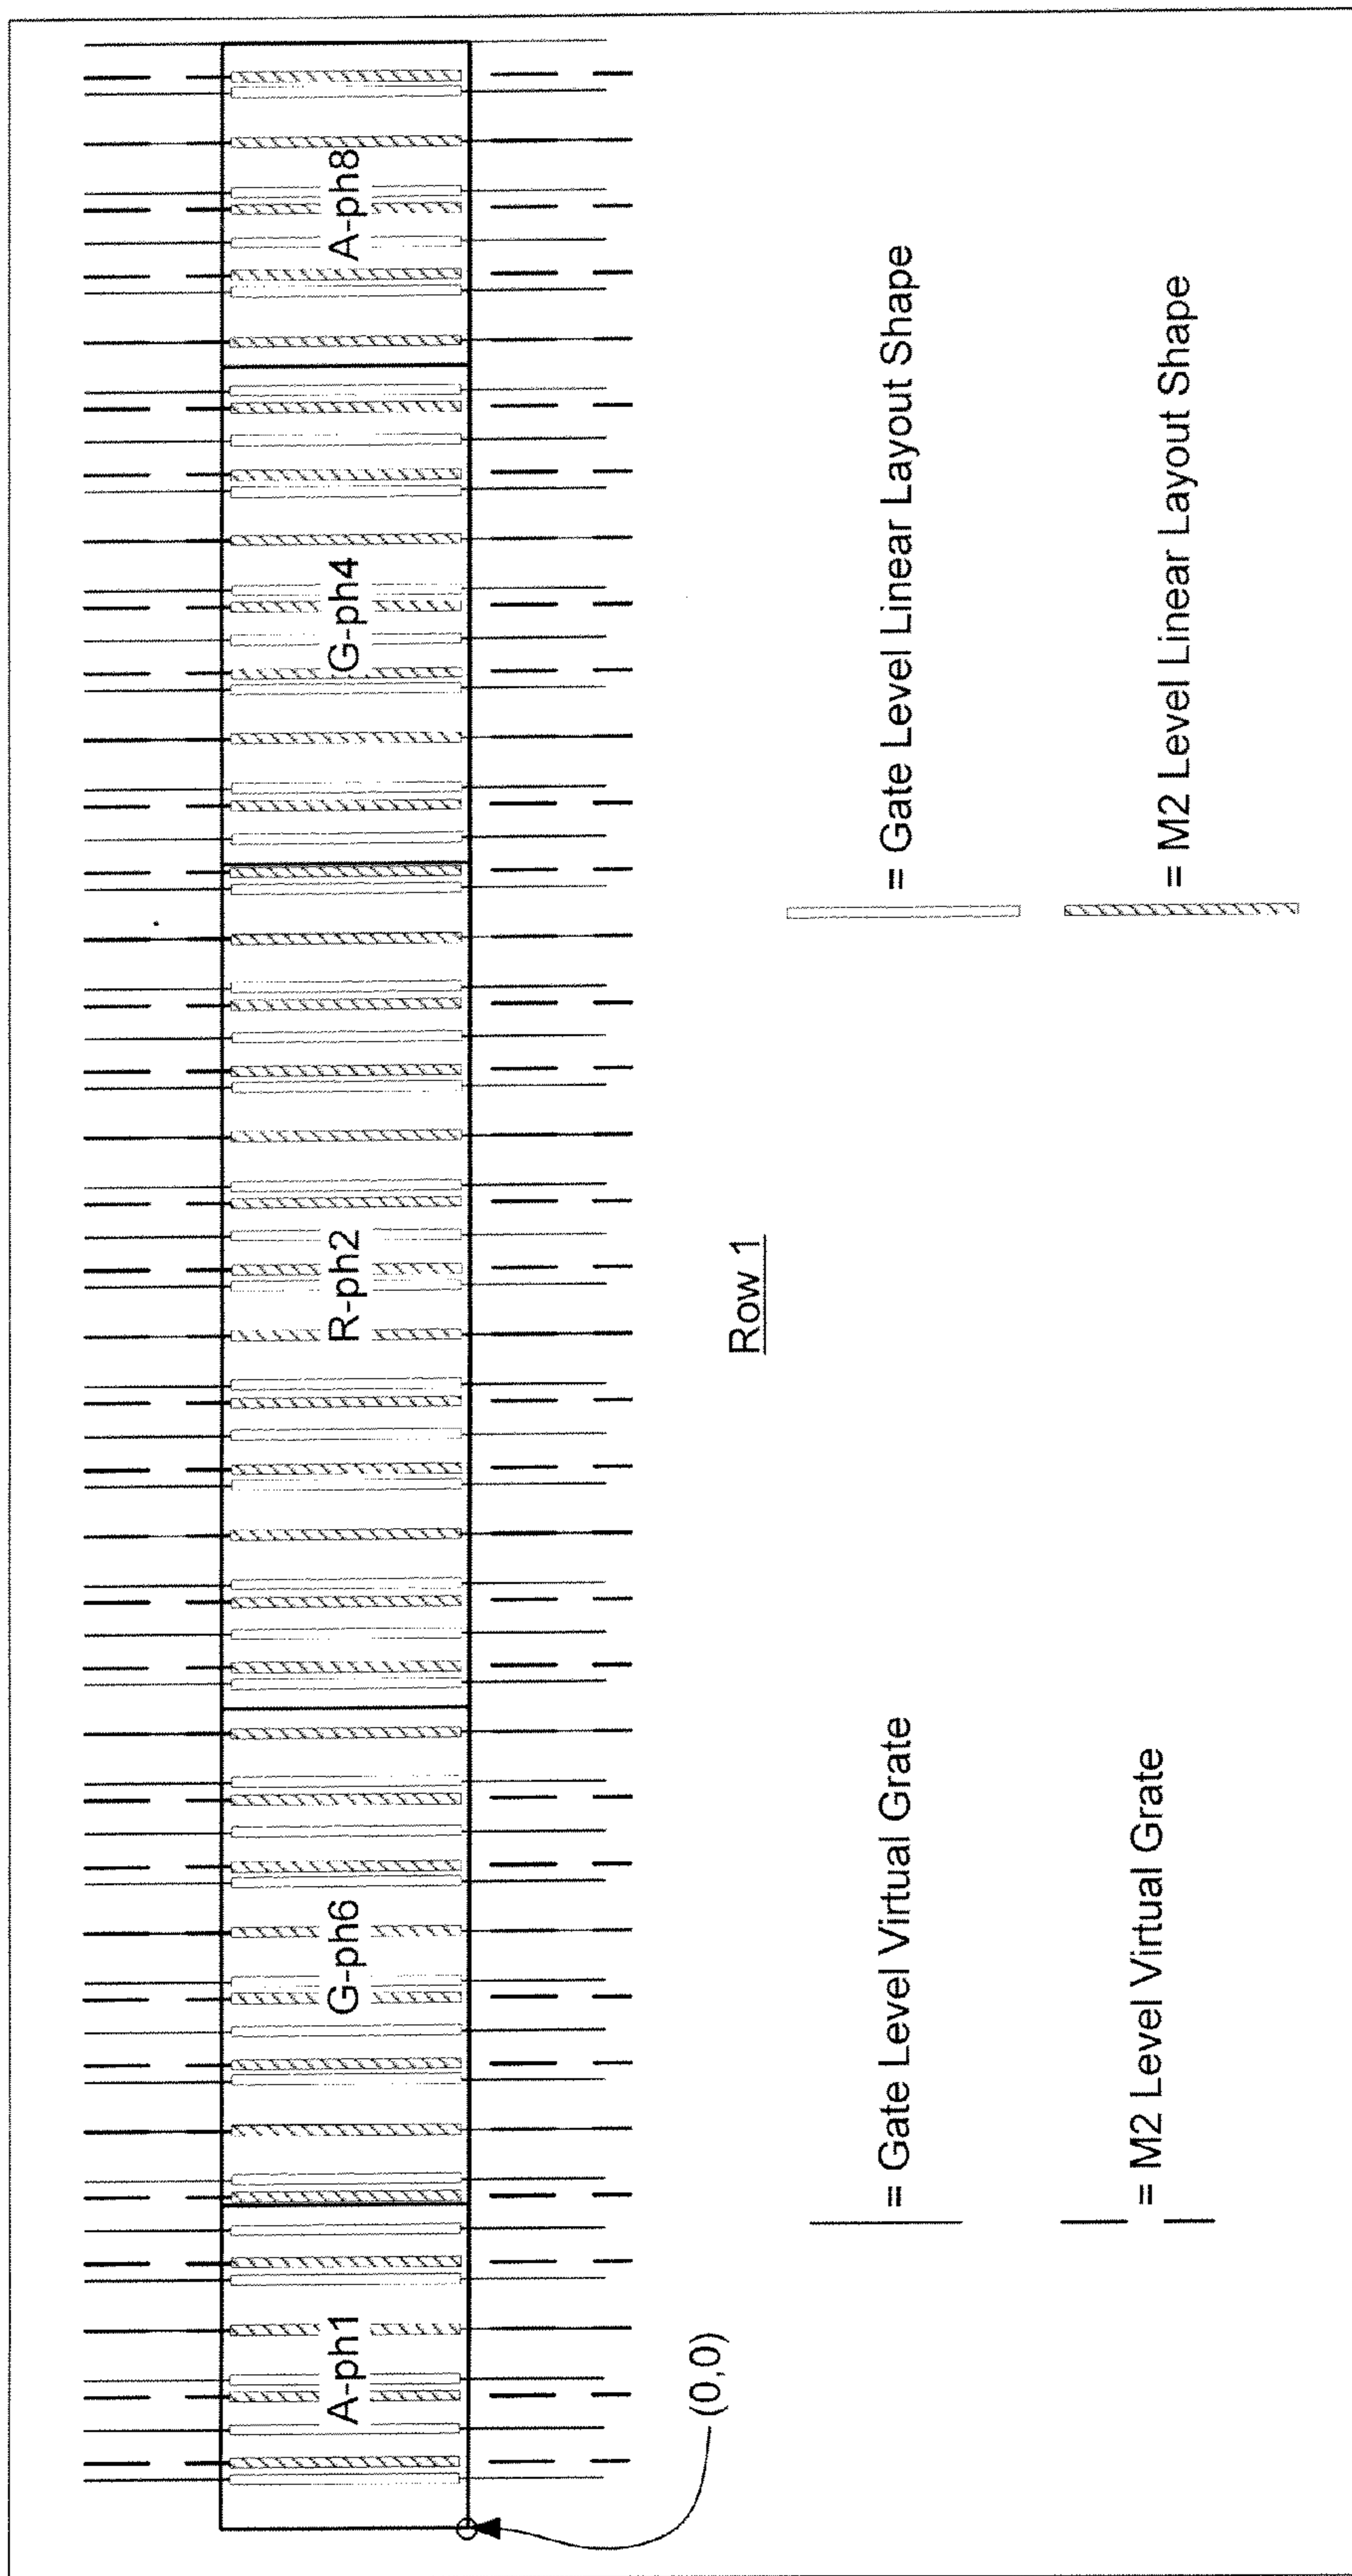 A-ph1 G-ph6 R-ph2 G-ph4 A-ph8
(0,0)
Row 1
= Gate Level Virtual Grate
= Gate Level Linear Layout Shape
= M2 Level Virtual Grate
= M2 Level Linear Layout Shape